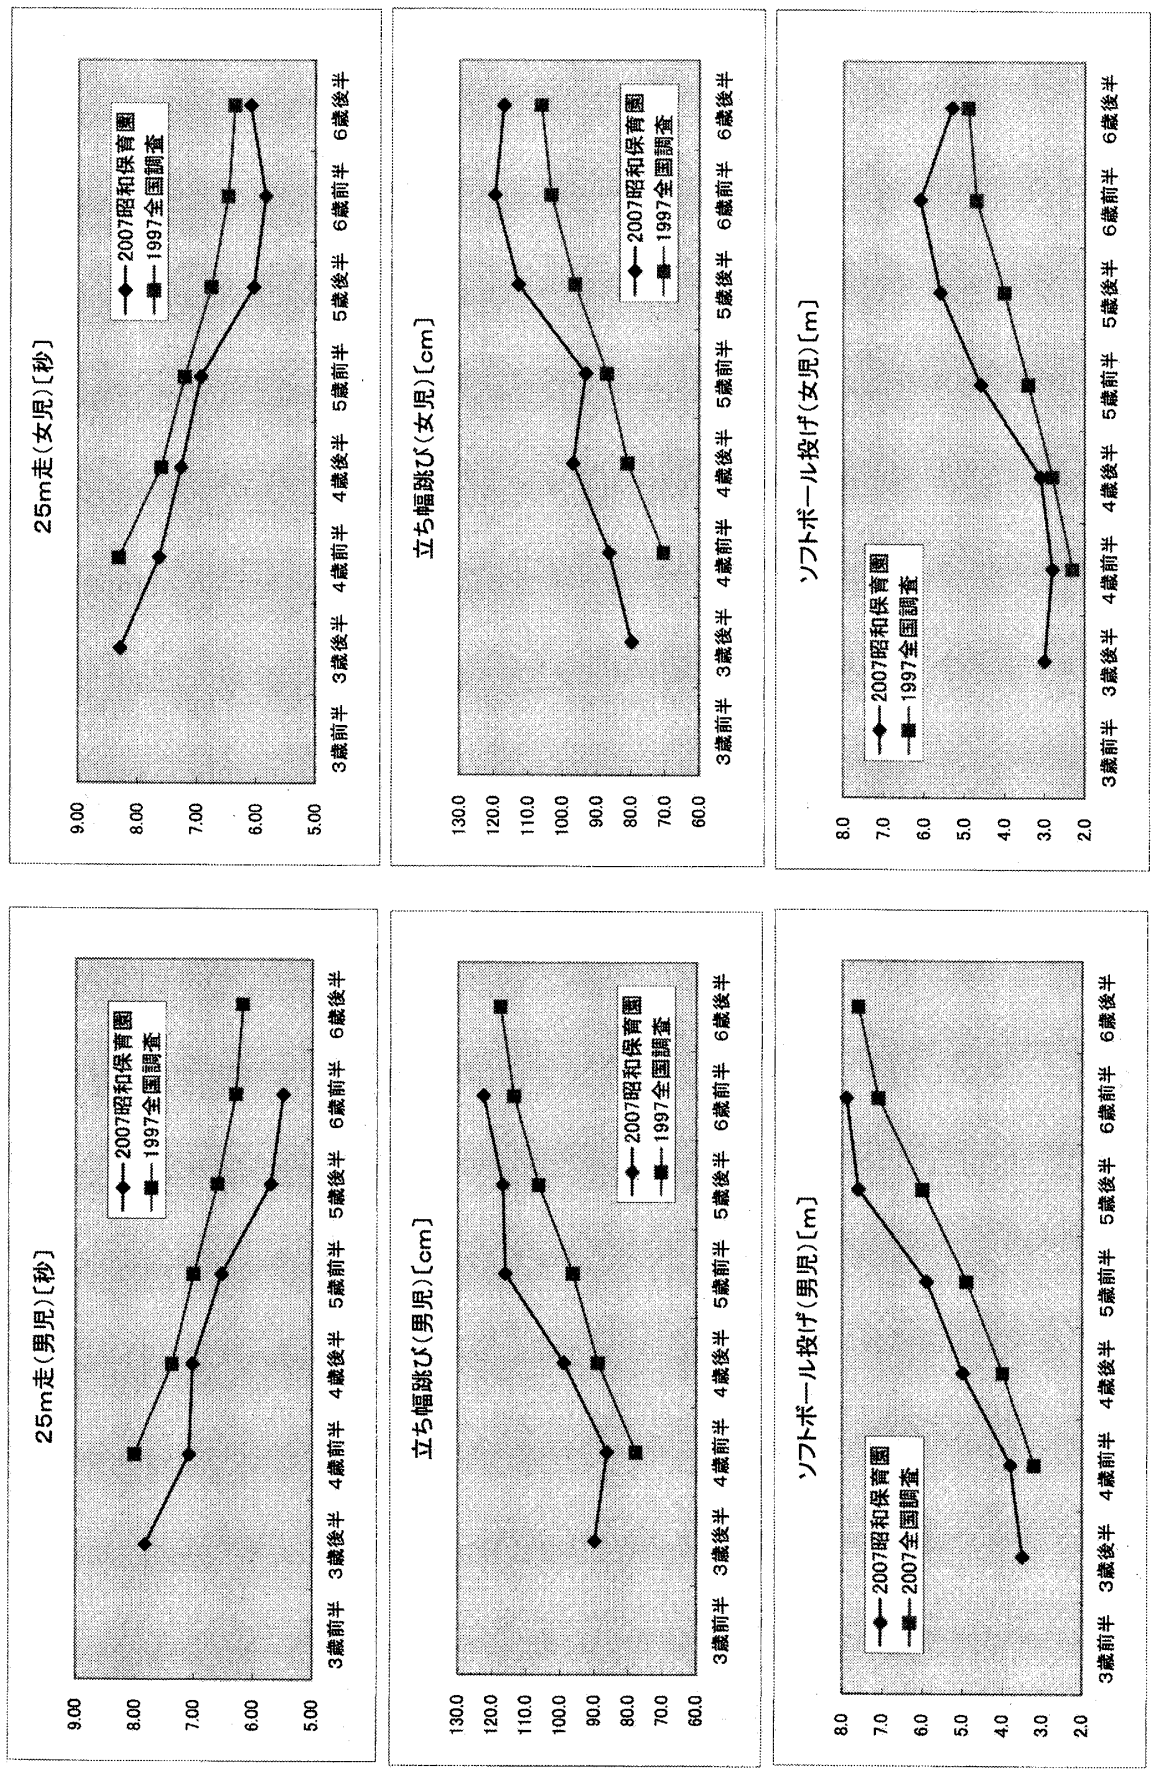 25m走(男児)[秒]
9.00
8.00
7.00
6.00
5.00
2007昭和保育園
1997全国調査
3歳前半 3歳後半 4歳前半 4歳後半 5歳前半 5歳後半 6歳前半 6歳後半
25m走(女児)[秒]
9.00
8.00
7.00
6.00
5.00
2007昭和保育園
1997全国調査
3歳前半 3歳後半 4歳前半 4歳後半 5歳前半 5歳後半 6歳前半 6歳後半
立ち幅跳び(男児)[cm]
130.0
120.0
110.0
100.0
90.0
80.0
70.0
60.0
2007昭和保育園
1997全国調査
3歳前半 3歳後半 4歳前半 4歳後半 5歳前半 5歳後半 6歳前半 6歳後半
立ち幅跳び(女児)[cm]
130.0
120.0
110.0
100.0
90.0
80.0
70.0
60.0
2007昭和保育園
1997全国調査
3歳前半 3歳後半 4歳前半 4歳後半 5歳前半 5歳後半 6歳前半 6歳後半
ソフトボール投げ(男児)[m]
8.0
7.0
6.0
5.0
4.0
3.0
2.0
2007昭和保育園
2007全国調査
3歳前半 3歳後半 4歳前半 4歳後半 5歳前半 5歳後半 6歳前半 6歳後半
ソフトボール投げ(女児)[m]
8.0
7.0
6.0
5.0
4.0
3.0
2.0
2007昭和保育園
1997全国調査
3歳前半 3歳後半 4歳前半 4歳後半 5歳前半 5歳後半 6歳前半 6歳後半